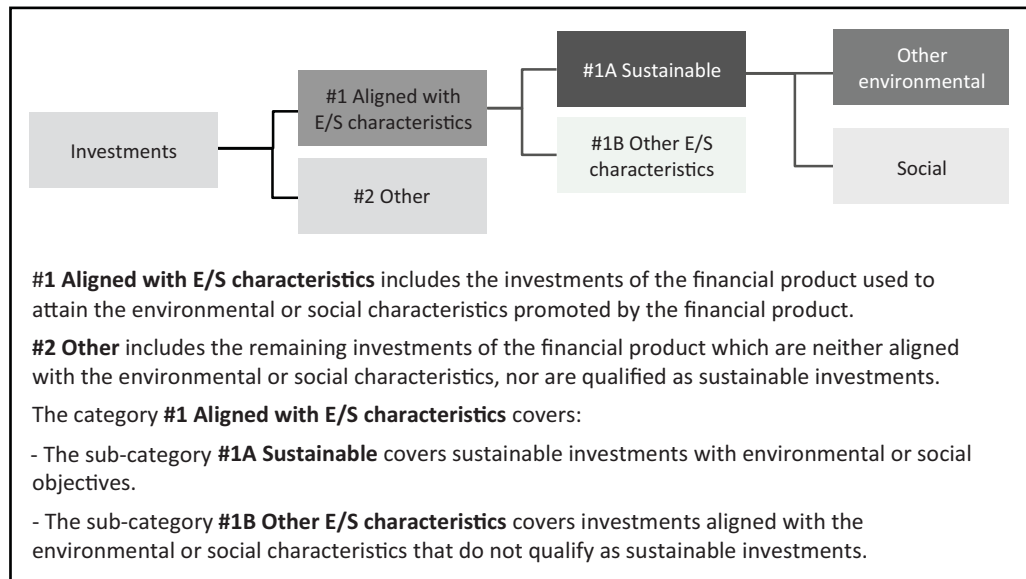 Investments
#1 Aligned with
E/S characteristics
#2 Other
#1A Sustainable
#1B Other E/S
characteristics
Other
environmental
Social
#1 Aligned with E/S characteristics includes the investments of the financial product used to
attain the environmental or social characteristics promoted by the financial product.
#2 Other includes the remaining investments of the financial product which are neither aligned
with the environmental or social characteristics, nor are qualified as sustainable investments.
The category #1 Aligned with E/S characteristics covers:
- The sub-category #1A Sustainable covers sustainable investments with environmental or social
objectives.
- The sub-category #1B Other E/S characteristics covers investments aligned with the
environmental or social characteristics that do not qualify as sustainable investments.